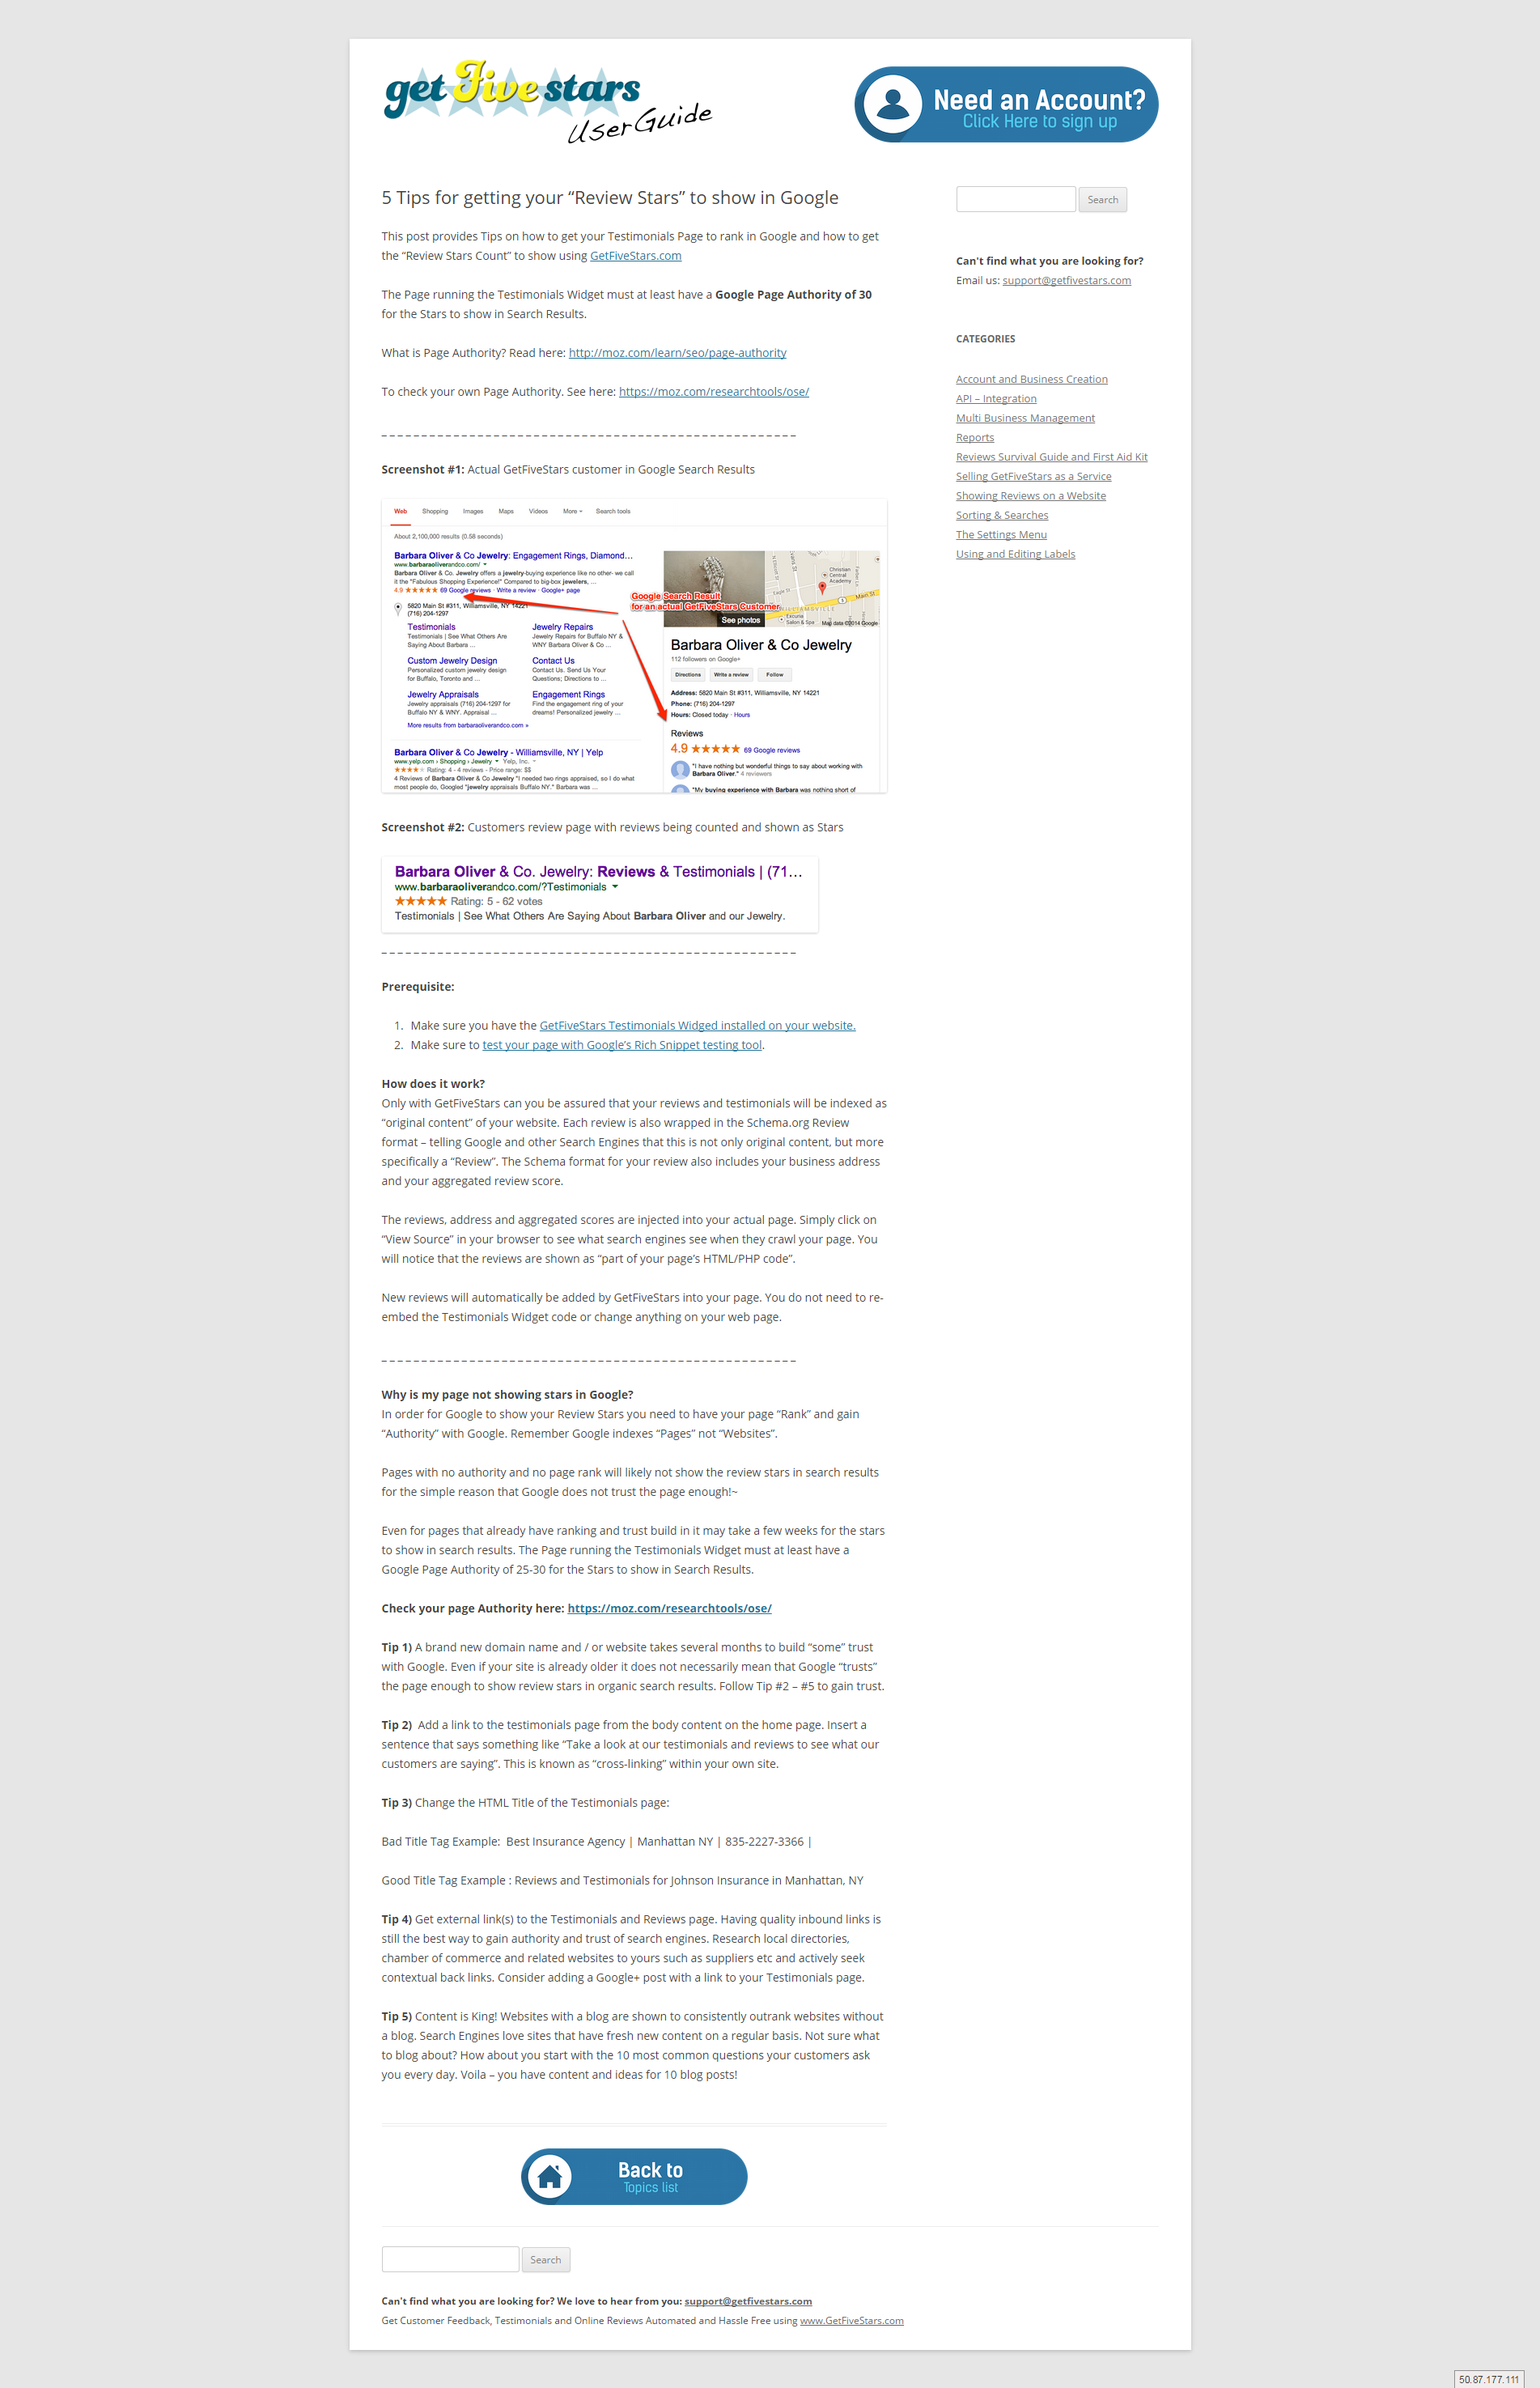 get Five stars
User Guide
Need an Account?
Click Here to sign up
5 Tips for getting your “Review Stars” to show in Google
This post provides Tips on how to get your Testimonials Page to rank in Google and how to get
the “Review Stars Count” to show using GetFiveStars.com
The Page running the Testimonials Widget must at least have a Google Page Authority of 30
for the Stars to show in Search Results.
What is Page Authority? Read here: http://moz.com/learn/seo/page-authority
To check your own Page Authority. See here: https://moz.com/researchtools/ose/
Screenshot #1: Actual GetFiveStars customer in Google Search Results
Web Shopping Images Maps Videos More Search tools
About 2,100,000 results (0.58 seconds)
Barbara Oliver & Co Jewelry: Engagement Rings, Diamond...
www.barbaraoliverandco.com/
Barbara Oliver & Co. Jewelry offers a jewelry-buying experience like no other- we call
it the "Fabulous Shopping Experience!" Compared to big-box jewelers, ...
4.9 ★★★★★ 69 Google reviews · Write a review · Google+ page
5820 Main St #311, Williamsville, NY 14221
(716) 204-1297
Testimonials
Testimonials | See What Others Are
Saying About Barbara ...
Jewelry Repairs
Jewelry Repairs for Buffalo NY &
WNY Barbara Oliver & Co ...
Custom Jewelry Design
Personalized custom jewelry design
for Buffalo, Toronto and ...
Contact Us
Contact Us. Send Us Your
Questions; Directions to ...
Jewelry Appraisals
Jewelry appraisals (716) 204-1297 for
Buffalo NY & WNY. Appraisal ...
Engagement Rings
Find the engagement ring of your
dreams! Personalized jewelry ...
More results from barbaraoliverandco.com »
Barbara Oliver & Co Jewelry - Williamsville, NY | Yelp
www.yelp.com › Shopping › Jewelry Yelp, Inc.
★★★★ Rating: 4 - 4 reviews - Price range: $$
4 Reviews of Barbara Oliver & Co Jewelry "I needed two rings appraised, so I do what
most people do, Googled "jewelry appraisals Buffalo NY." Barbara was ...
Google Search Result
for an actual GetFiveStars Customer
Christian
Central
Academy
Main St
See photos
Map data ©2014 Google
Barbara Oliver & Co Jewelry
112 followers on Google+
Directions Write a review Follow
Address: 5820 Main St #311, Williamsville, NY 14221
Phone: (716) 204-1297
Hours: Closed today · Hours
Reviews
4.9 ★★★★★ 69 Google reviews
"I have nothing but wonderful things to say about working with
Barbara Oliver." 4 reviewers
"My buying experience with Barbara was nothing short of
Screenshot #2: Customers review page with reviews being counted and shown as Stars
Barbara Oliver & Co. Jewelry: Reviews & Testimonials | (71...
www.barbaraoliverandco.com/?Testimonials
★★★★★ Rating: 5 - 62 votes
Testimonials | See What Others Are Saying About Barbara Oliver and our Jewelry.
Prerequisite:
1. Make sure you have the GetFiveStars Testimonials Widged installed on your website.
2. Make sure to test your page with Google’s Rich Snippet testing tool.
How does it work?
Only with GetFiveStars can you be assured that your reviews and testimonials will be indexed as
“original content” of your website. Each review is also wrapped in the Schema.org Review
format – telling Google and other Search Engines that this is not only original content, but more
specifically a “Review”. The Schema format for your review also includes your business address
and your aggregated review score.
The reviews, address and aggregated scores are injected into your actual page. Simply click on
“View Source” in your browser to see what search engines see when they crawl your page. You
will notice that the reviews are shown as “part of your page’s HTML/PHP code”.
New reviews will automatically be added by GetFiveStars into your page. You do not need to re-
embed the Testimonials Widget code or change anything on your web page.
Why is my page not showing stars in Google?
In order for Google to show your Review Stars you need to have your page “Rank” and gain
“Authority” with Google. Remember Google indexes “Pages” not “Websites”.
Pages with no authority and no page rank will likely not show the review stars in search results
for the simple reason that Google does not trust the page enough!~
Even for pages that already have ranking and trust build in it may take a few weeks for the stars
to show in search results. The Page running the Testimonials Widget must at least have a
Google Page Authority of 25-30 for the Stars to show in Search Results.
Check your page Authority here: https://moz.com/researchtools/ose/
Tip 1) A brand new domain name and / or website takes several months to build “some” trust
with Google. Even if your site is already older it does not necessarily mean that Google “trusts”
the page enough to show review stars in organic search results. Follow Tip #2 – #5 to gain trust.
Tip 2) Add a link to the testimonials page from the body content on the home page. Insert a
sentence that says something like “Take a look at our testimonials and reviews to see what our
customers are saying”. This is known as “cross-linking” within your own site.
Tip 3) Change the HTML Title of the Testimonials page:
Bad Title Tag Example: Best Insurance Agency | Manhattan NY | 835-2227-3366 |
Good Title Tag Example : Reviews and Testimonials for Johnson Insurance in Manhattan, NY
Tip 4) Get external link(s) to the Testimonials and Reviews page. Having quality inbound links is
still the best way to gain authority and trust of search engines. Research local directories,
chamber of commerce and related websites to yours such as suppliers etc and actively seek
contextual back links. Consider adding a Google+ post with a link to your Testimonials page.
Tip 5) Content is King! Websites with a blog are shown to consistently outrank websites without
a blog. Search Engines love sites that have fresh new content on a regular basis. Not sure what
to blog about? How about you start with the 10 most common questions your customers ask
you every day. Voila – you have content and ideas for 10 blog posts!
Back to
Topics list
Search
Can't find what you are looking for?
Email us: support@getfivestars.com
CATEGORIES
Account and Business Creation
API – Integration
Multi Business Management
Reports
Reviews Survival Guide and First Aid Kit
Selling GetFiveStars as a Service
Showing Reviews on a Website
Sorting & Searches
The Settings Menu
Using and Editing Labels
Search
Can't find what you are looking for? We love to hear from you: support@getfivestars.com
Get Customer Feedback, Testimonials and Online Reviews Automated and Hassle Free using www.GetFiveStars.com
50.87.177.111